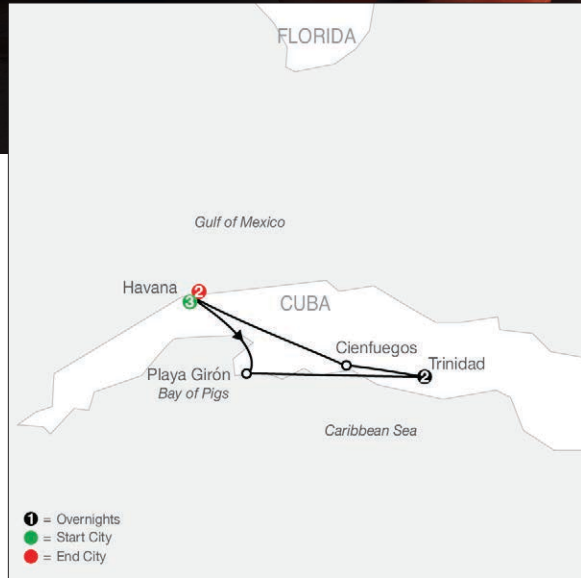 FLORIDA
Gulf of Mexico
Havana
2
3
CUBA
Cienfuegos
Trinidad
2
Playa Girón
Bay of Pigs
Caribbean Sea
1 = Overnights
= Start City
= End City